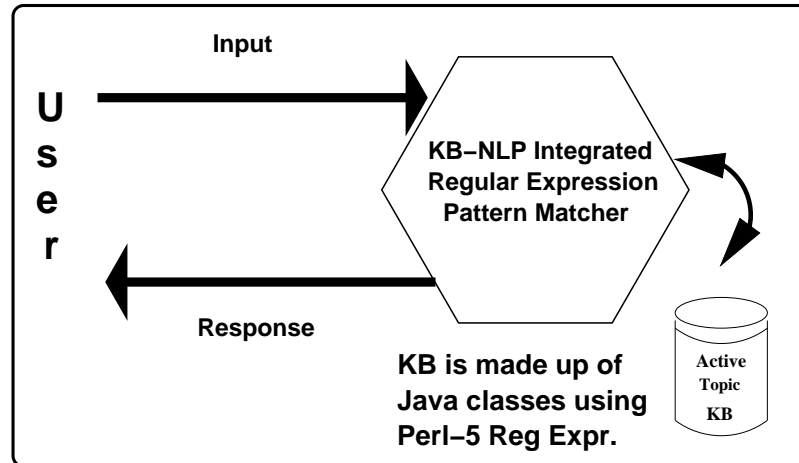 Input
User
KB–NLP Integrated
Regular Expression
Pattern Matcher
Response
KB is made up of
Java classes using
Perl–5 Reg Expr.
Active
Topic
KB